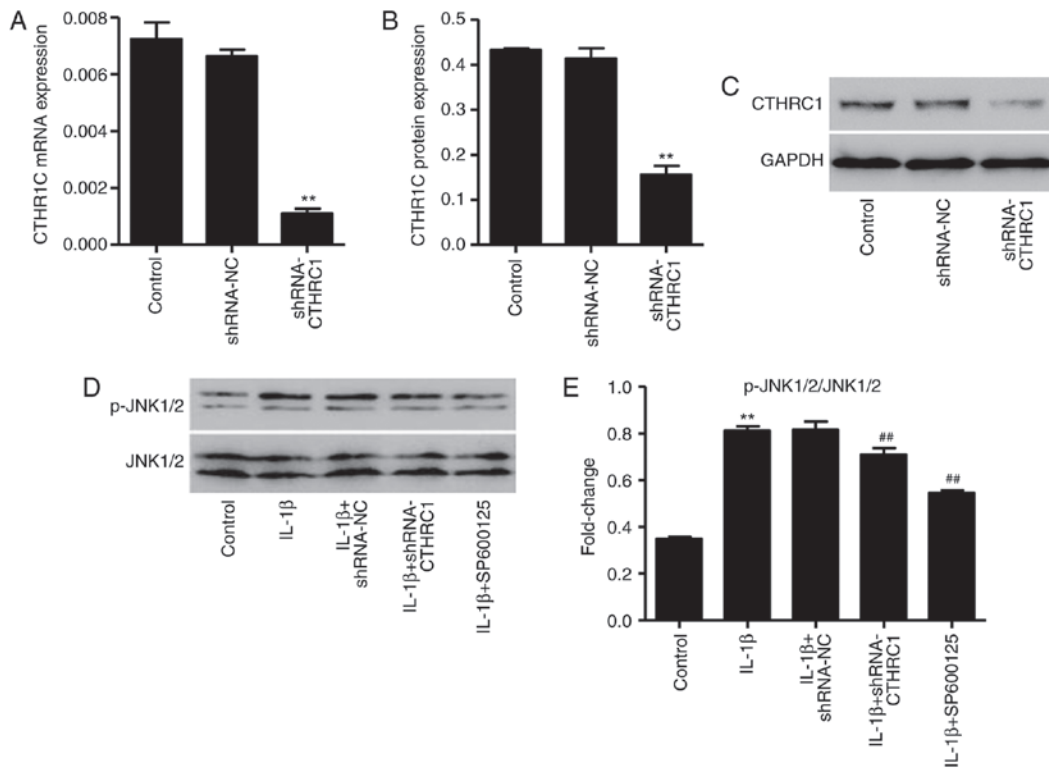 A
CTHR1C mRNA expression
0.008
0.006
0.004
0.002
0.000
**
Control
shRNA-NC
shRNA-
CTHRC1
B
CTHR1C protein expression
0.5
0.4
0.3
0.2
0.1
0.0
**
Control
shRNA-NC
shRNA-
CTHRC1
C
CTHRC1
GAPDH
Control
shRNA-NC
shRNA-
CTHRC1
D
p-JNK1/2
JNK1/2
Control
IL-1β
IL-1β+
shRNA-NC
IL-1β+shRNA-
CTHRC1
IL-1β+SP600125
E
p-JNK1/2/JNK1/2
Fold-change
1.0
0.8
0.6
0.4
0.2
0.0
**
##
##
Control
IL-1β
IL-1β+
shRNA-NC
IL-1β+shRNA-
CTHRC1
IL-1β+SP600125